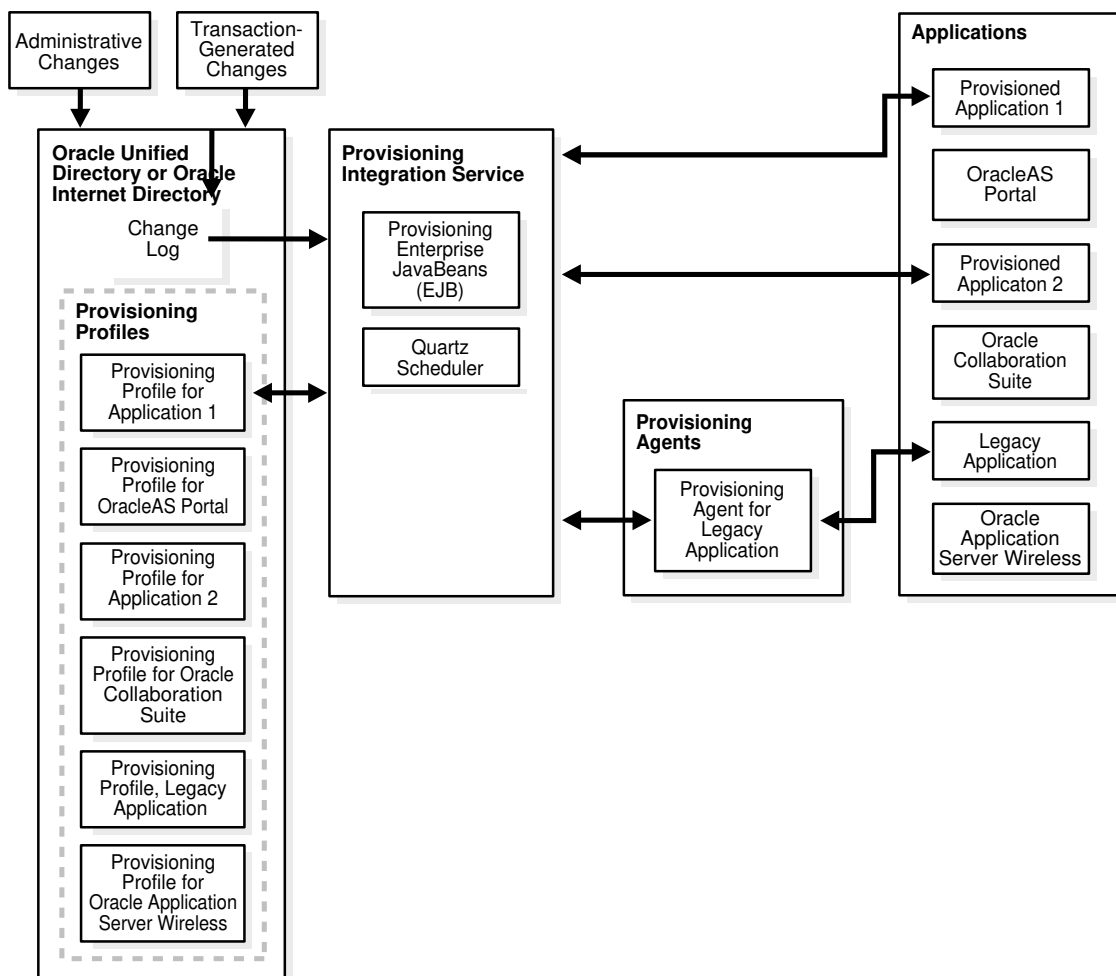 Administrative
Changes
Transaction-
Generated
Changes
Oracle Unified
Directory or Oracle
Internet Directory
Change
Log
Provisioning
Profiles
Provisioning
Profile for
Application 1
Provisioning
Profile for
OracleAS Portal
Provisioning
Profile for
Application 2
Provisioning
Profile for Oracle
Collaboration
Suite
Provisioning
Profile, Legacy
Application
Provisioning
Profile for
Oracle Application
Server Wireless
Provisioning
Integration Service
Provisioning
Enterprise
JavaBeans
(EJB)
Quartz
Scheduler
Provisioning
Agents
Provisioning
Agent for
Legacy
Application
Applications
Provisioned
Application 1
OracleAS
Portal
Provisioned
Applicaton 2
Oracle
Collaboration
Suite
Legacy
Application
Oracle
Application
Server Wireless